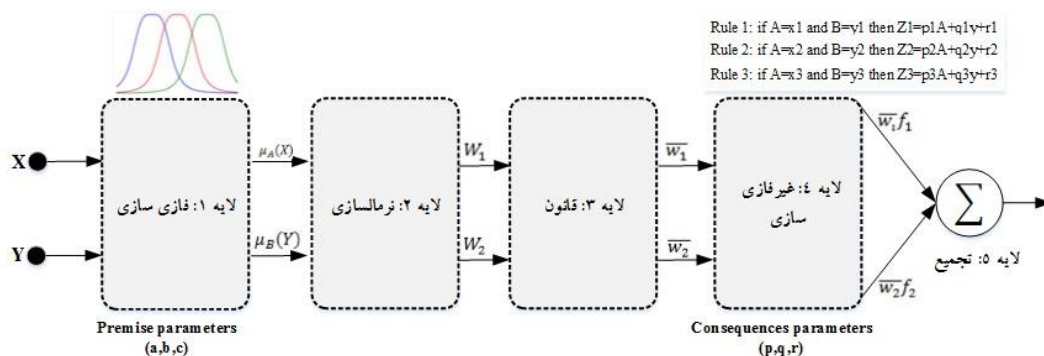 Rule 1: if A=x1 and B=y1 then Z1=p1A+q1y+r1
Rule 2: if A=x2 and B=y2 then Z2=p2A+q2y+r2
Rule 3: if A=x3 and B=y3 then Z3=p3A+q3y+r3
X
μ_A(X)
W₁
w̅₁
w̅₁f₁
لایه ۱: فازی سازی
لایه ۲: نرمالسازی
لایه ۳: قانون
لایه ۴: غیرفازی
سازی
∑
Y
μ_B(Y)
W₂
w̅₂
w̅₂f₂
لایه ۵: تجمیع
Premise parameters
(a,b,c)
Consequences parameters
(p,q,r)